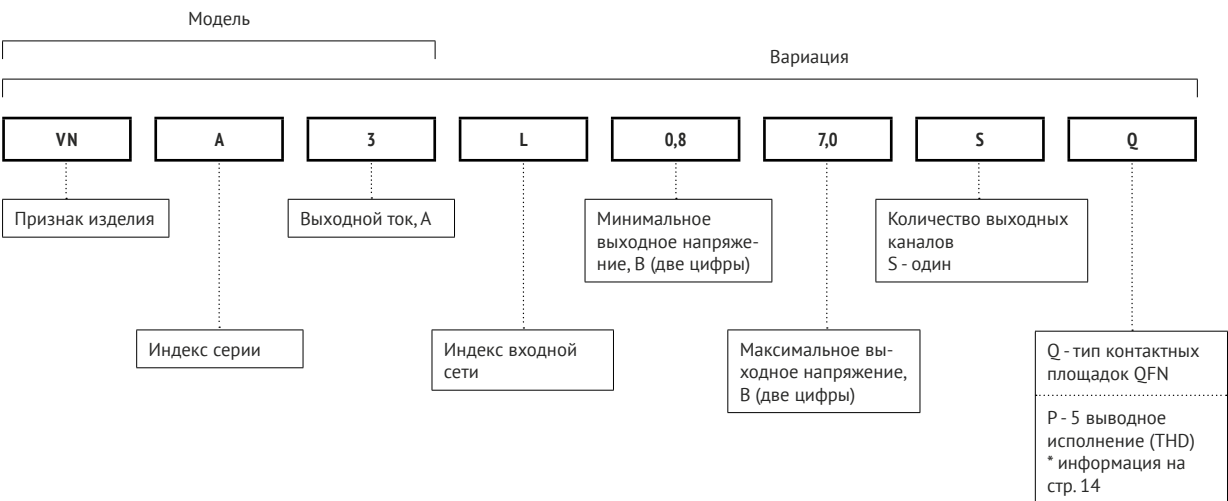 Модель
Вариация
VN
A
3
L
0,8
7,0
S
Q
Признак изделия
Выходной ток, А
Минимальное
выходное напряже-
ние, В (две цифры)
Количество выходных
каналов
S - один
Индекс серии
Индекс входной
сети
Максимальное вы-
ходное напряжение,
В (две цифры)
Q - тип контактных
площадок QFN
P - 5 выводное
исполнение (THD)
* информация на
стр. 14